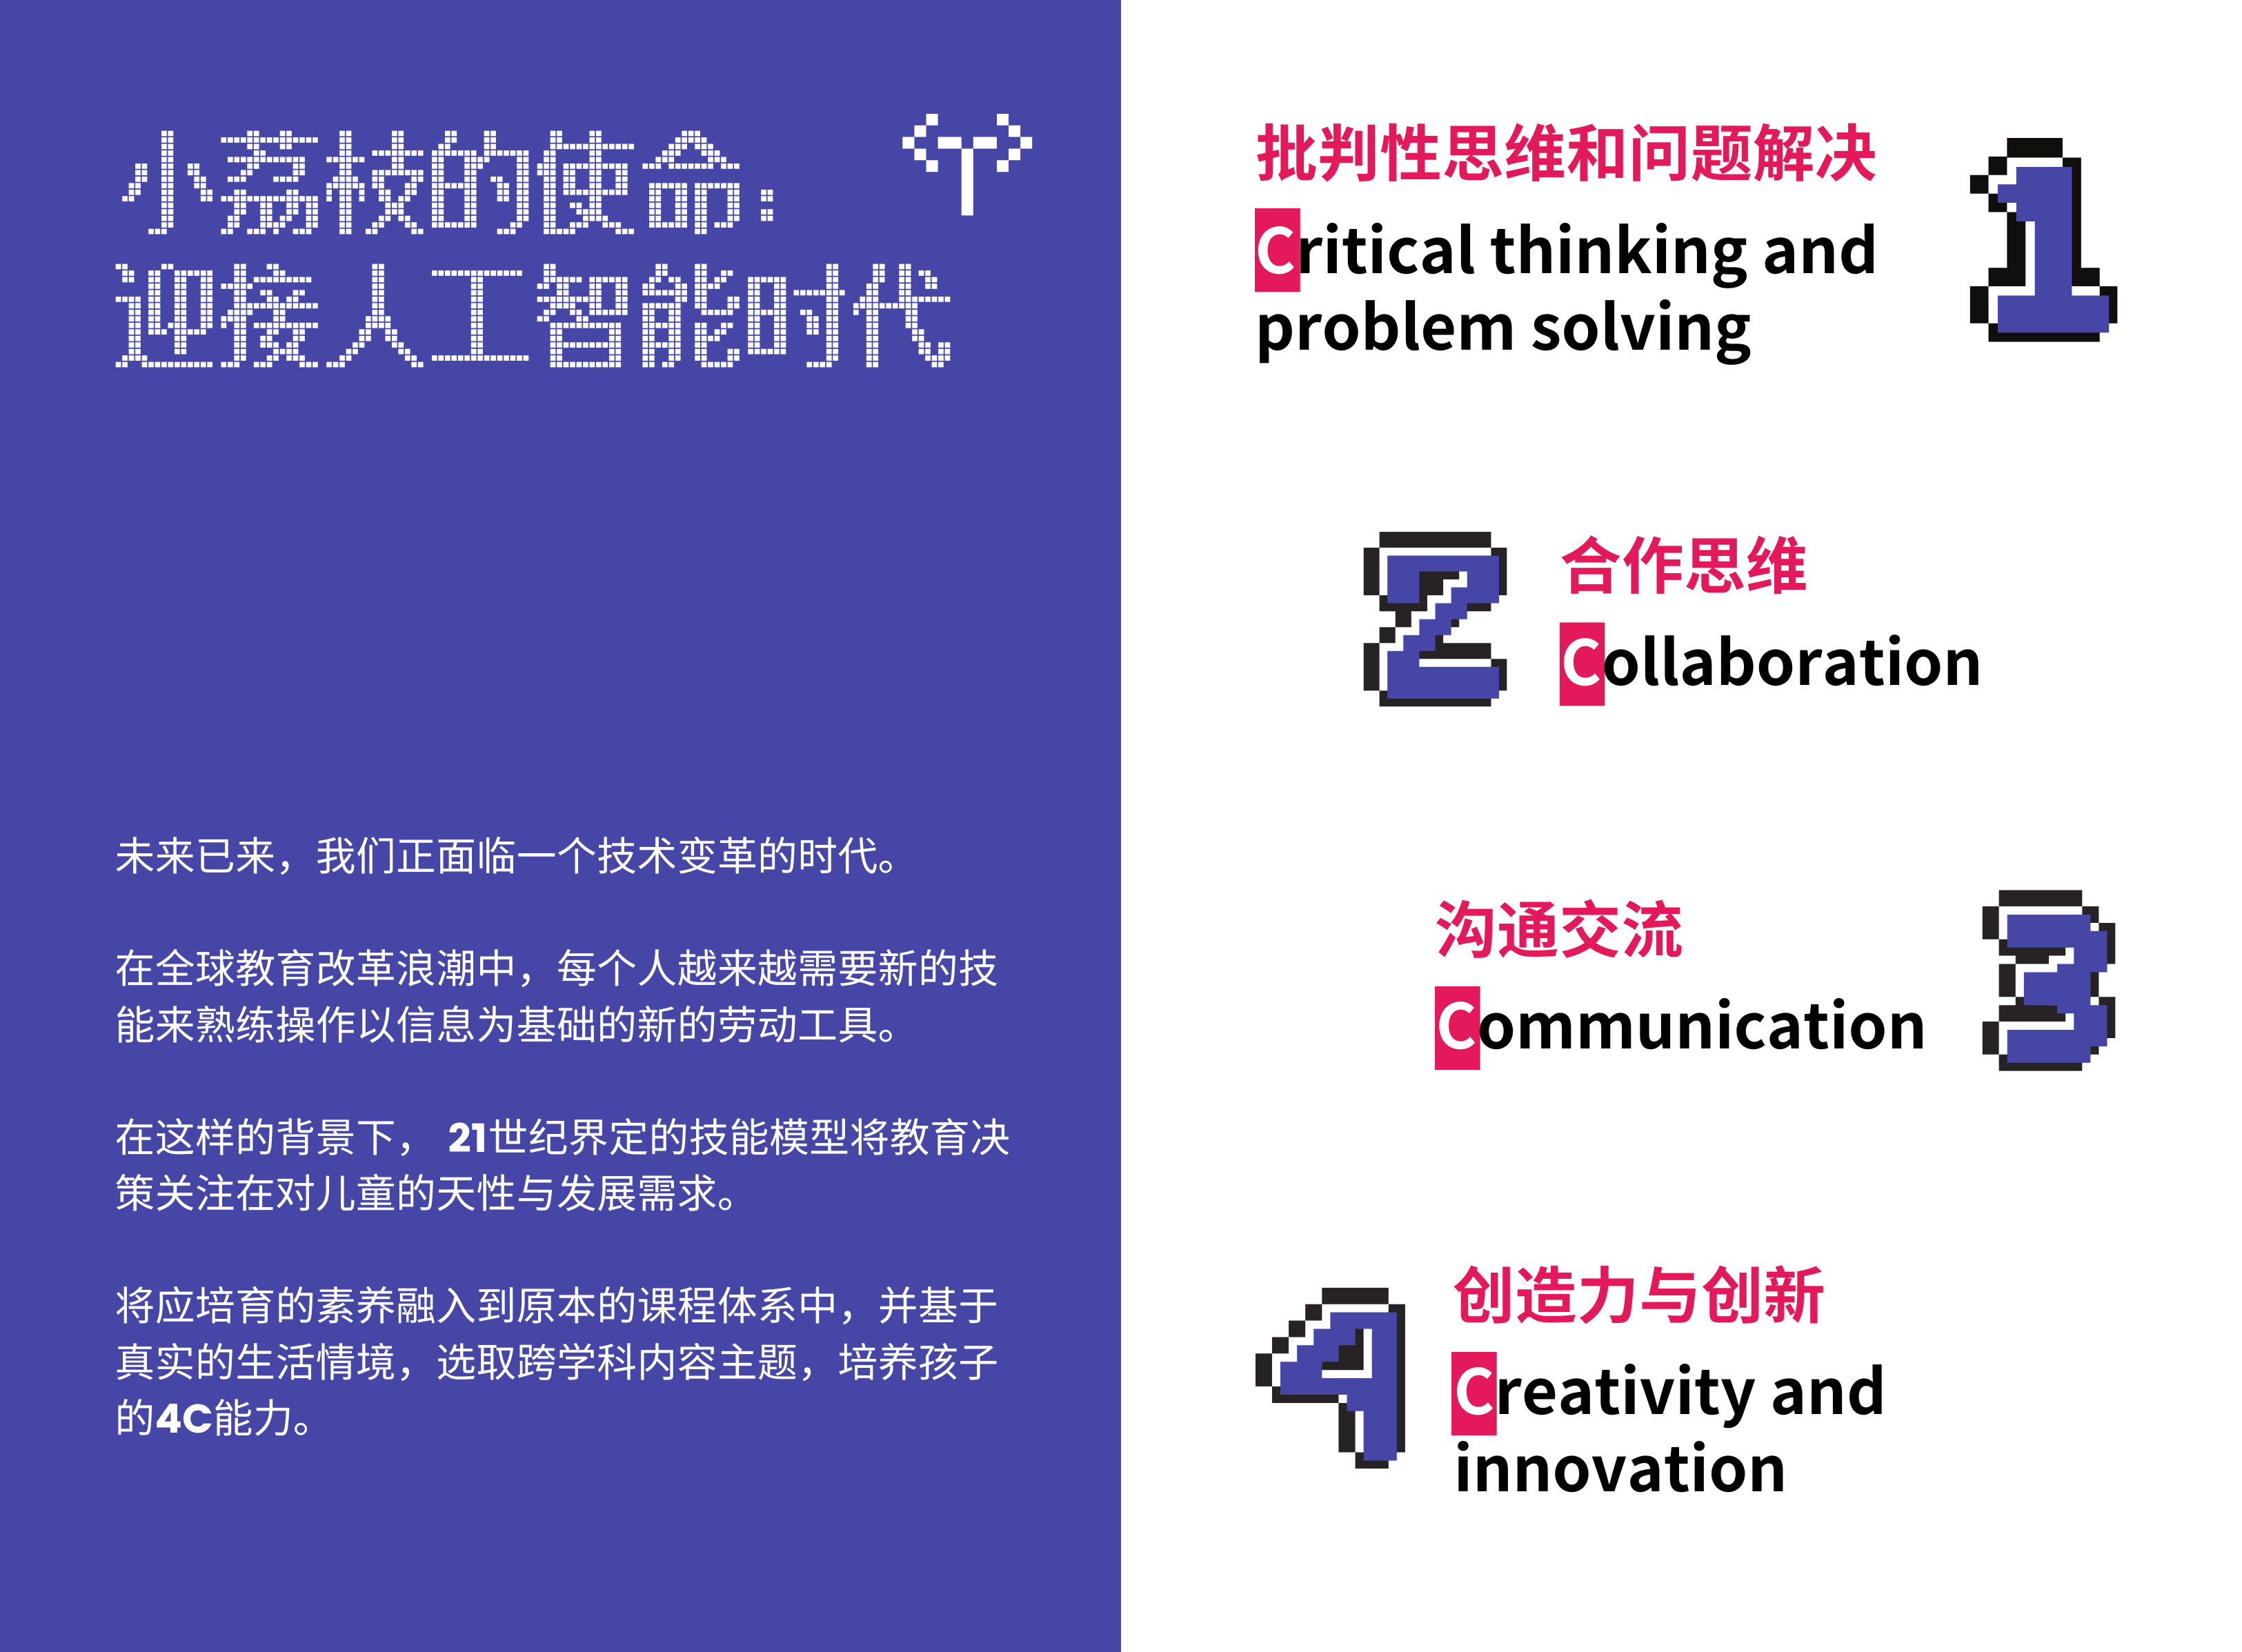 小荔枝的使命:
迎接人工智能时代
未来已来，我们正面临一个技术变革的时代。
在全球教育改革浪潮中，每个人越来越需要新的技
能来熟练操作以信息为基础的新的劳动工具。
在这样的背景下， 21世纪界定的技能模型将教育决
策关注在对儿童的天性与发展需求。
将应培育的素养融入到原本的课程体系中，并基于
真实的生活情境，选取跨学科内容主题，培养孩子
的4C能力。
批判性思维和问题解决
Critical thinking and
problem solving
1
2
合作思维
Collaboration
沟通交流
Communication
3
4
创造力与创新
Creativity and
innovation